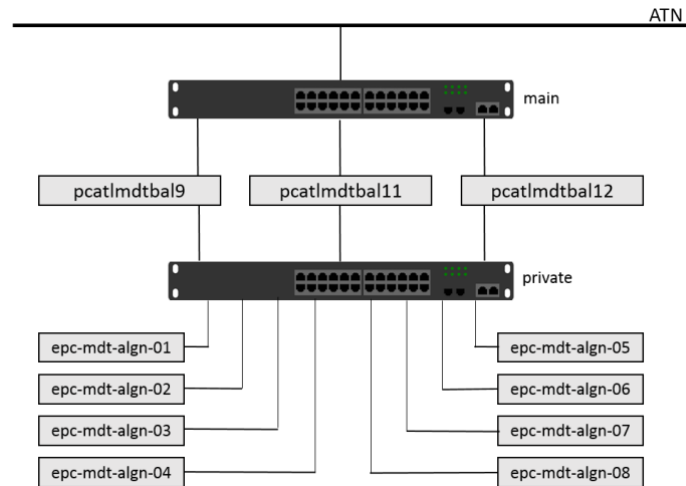 ATN
main
pcatlmdtbal9
pcatlmdtbal11
pcatlmdtbal12
private
epc-mdt-algn-01
epc-mdt-algn-02
epc-mdt-algn-03
epc-mdt-algn-04
epc-mdt-algn-05
epc-mdt-algn-06
epc-mdt-algn-07
epc-mdt-algn-08